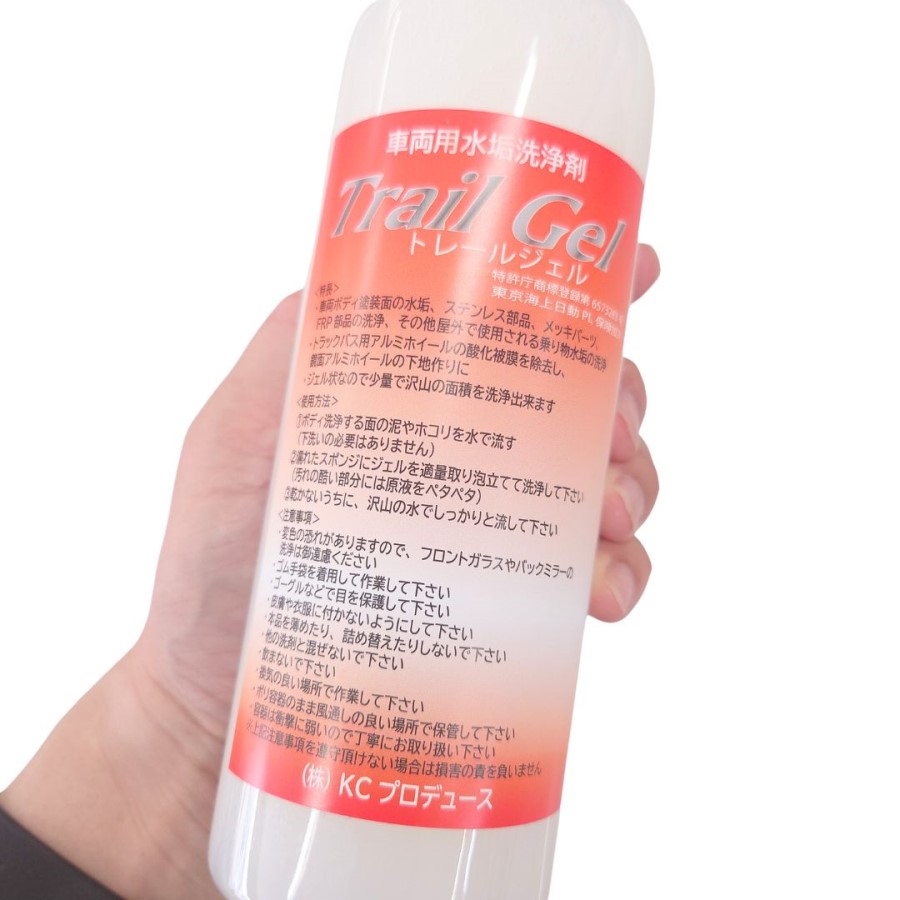 車両用水垢洗浄剤
Trail Gel
トレールジェル
特許庁商標登録第6573285
東京海上日動PL保険
<特長>
・車両ボディ塗装面の水垢、ステンレス部品、メッキパーツ、
FRP部品の洗浄、その他屋外で使用される乗り物水垢の洗浄
・トラックバス用アルミホイールの酸化被膜を除去し、
鏡面アルミホイールの下地作りに
・ジェル状なので少量で沢山の面積を洗浄出来ます
<使用方法>
①ボディ洗浄する面の泥やホコリを水で流す
(下洗いの必要はありません)
②濡れたスポンジにジェルを適量取り泡立てて洗浄して下さい
(汚れの酷い部分には原液をペタペタ)
③乾かないうちに、沢山の水でしっかりと流して下さい
<注意事項>
・変色の恐れがありますので、フロントガラスやバックミラーの
洗浄は御遠慮ください
・ゴム手袋を着用して作業して下さい
・ゴーグルなどで目を保護して下さい
・皮膚や衣服に付かないようにして下さい
・本品を薄めたり、詰め替えたりしないで下さい
・他の洗剤と混ぜないで下さい
・飲まないで下さい
・換気の良い場所で作業して下さい
・ポリ容器のまま風通しの良い場所で保管して下さい
・容器は衝撃に弱いので丁寧にお取り扱い下さい
※上記注意事項を遵守頂けない場合は損害の責を負いません
(株) KCプロデュース